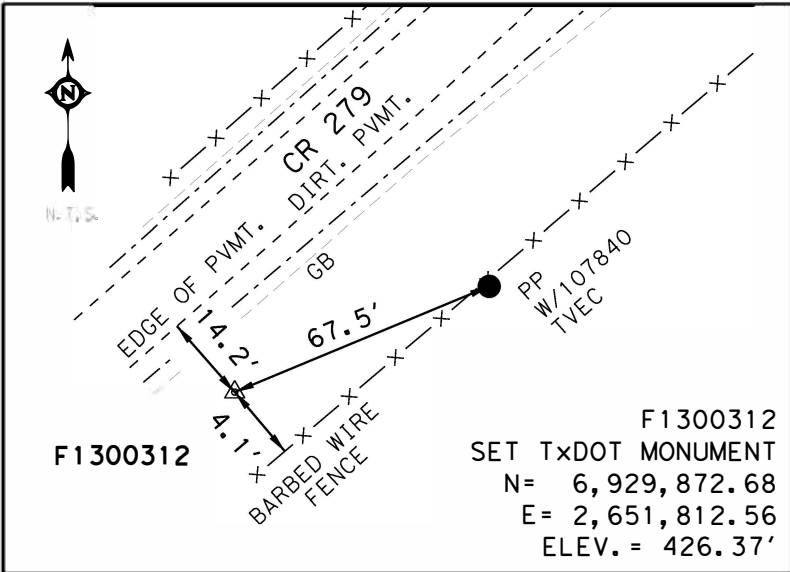 N
N.T.S.
CR 279
DIRT. PVMT.
EDGE OF PVMT.
GB
14.2'
67.5'
4.1'
PP
W/107840
TVEC
BARBED WIRE
FENCE
F1300312
F1300312
SET TxDOT MONUMENT
N= 6,929,872.68
E= 2,651,812.56
ELEV. = 426.37'